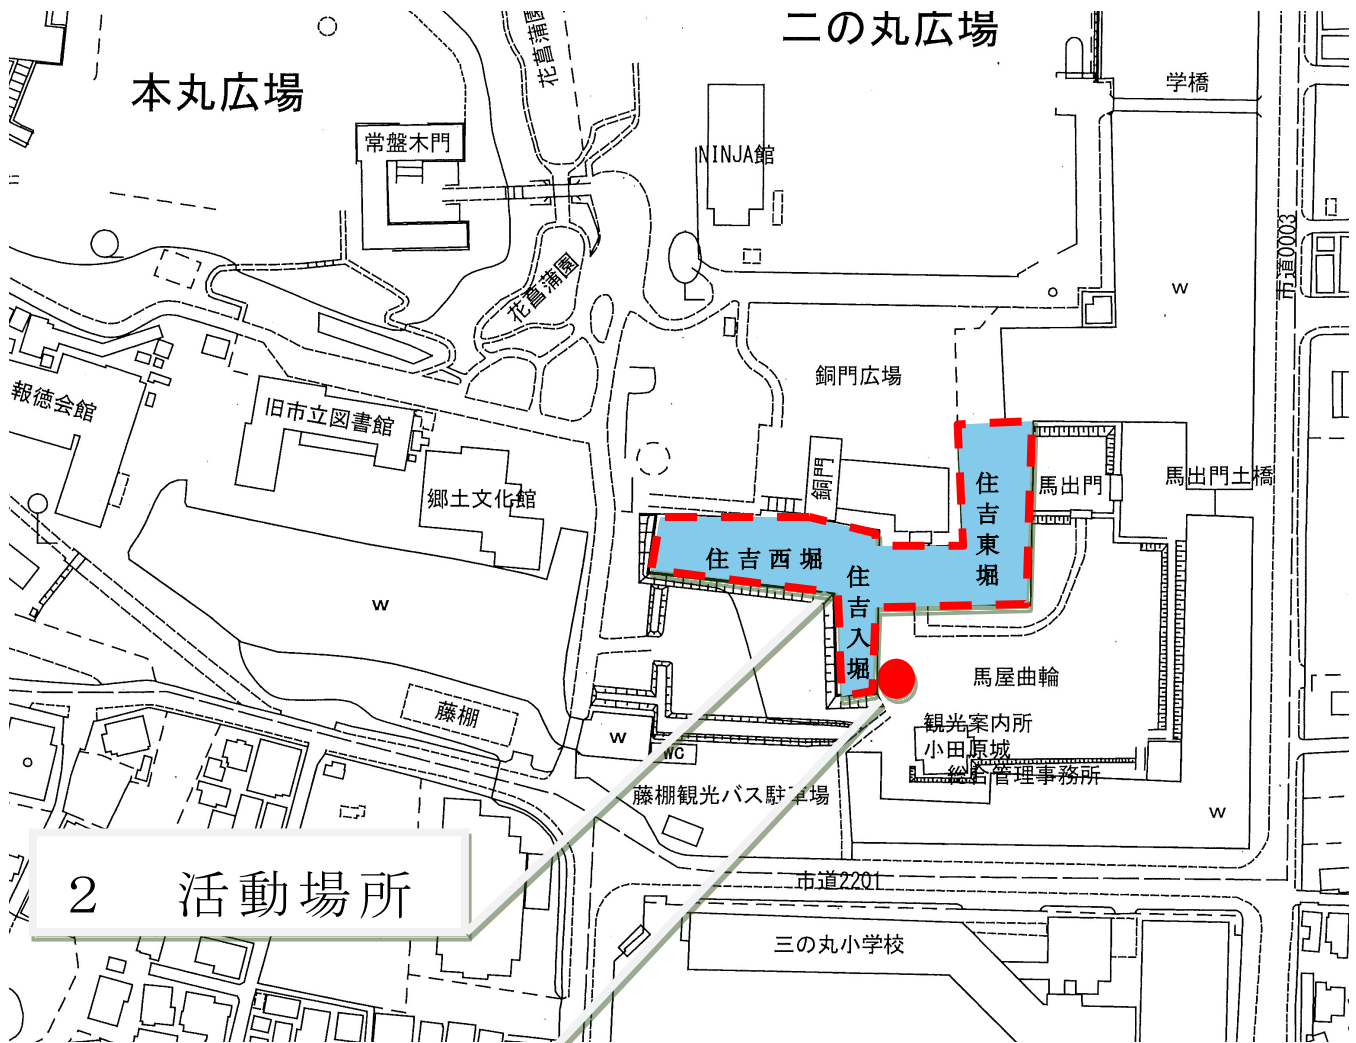 二の丸広場
花菖蒲園
本丸広場
学橋
常盤木門
NINJA館
市道0003
花菖蒲園
w
報徳会館
旧市立図書館
銅門広場
郷土文化館
銅門
住吉東堀
馬出門
馬出門土橋
住吉西堀
住吉入堀
w
馬屋曲輪
藤棚
観光案内所
小田原城
総合管理事務所
w
WC
藤棚観光バス駐車場
w
市道2201
2 活動場所
三の丸小学校